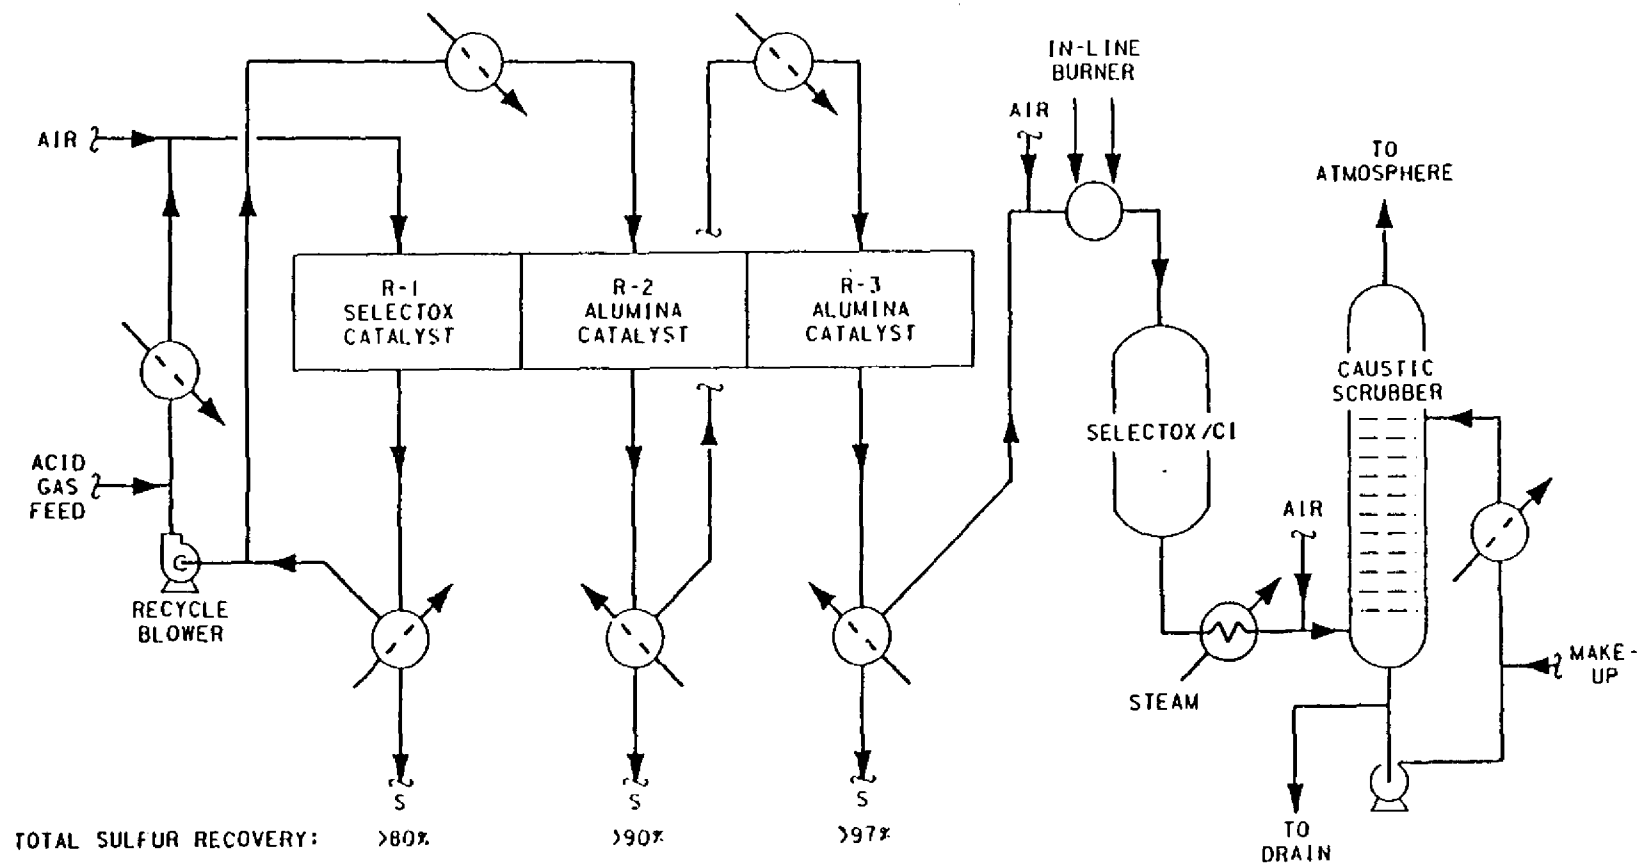 IN-LINE
BURNER
AIR
AIR
TO
ATMOSPHERE
R-1
SELECTOX
CATALYST
R-2
ALUMINA
CATALYST
R-3
ALUMINA
CATALYST
CAUSTIC
SCRUBBER
SELECTOX/CI
ACID
GAS
FEED
AIR
C
RECYCLE
BLOWER
STEAM
MAKE-
UP
S
S
S
TOTAL SULFUR RECOVERY: >80% >90% >97%
TO
DRAIN